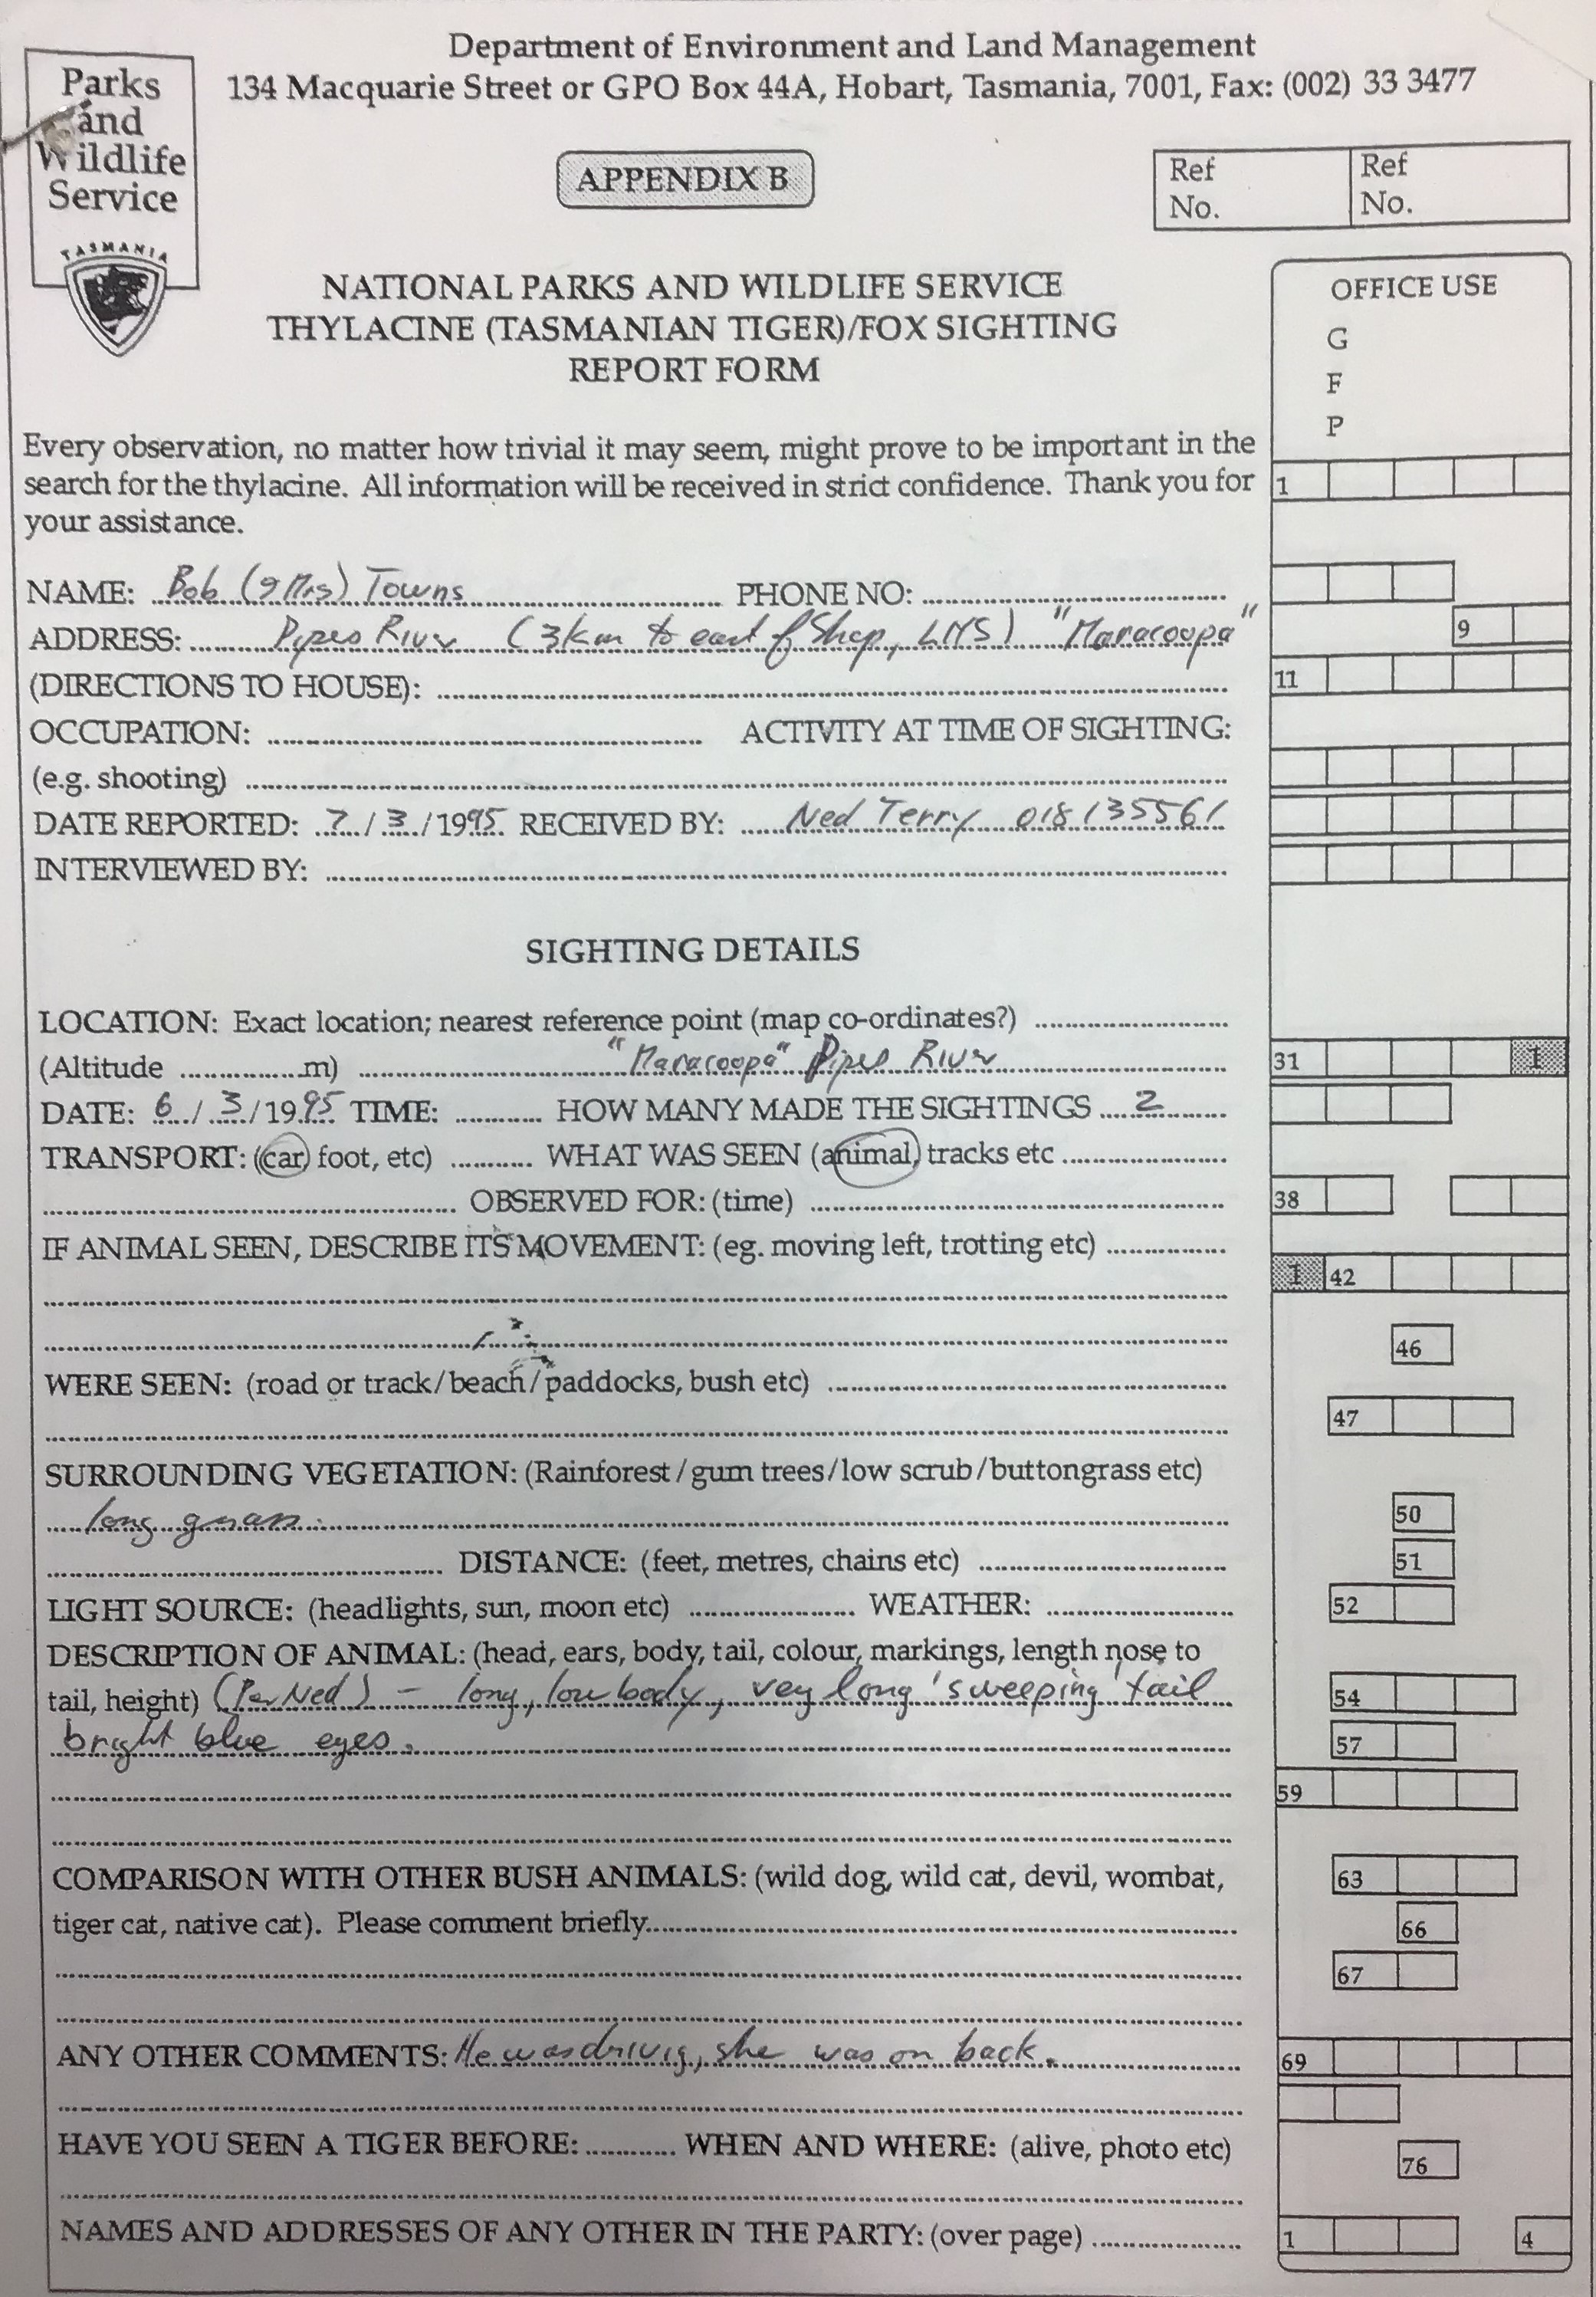 Department of Environment and Land Management
134 Macquarie Street or GPO Box 44A, Hobart, Tasmania, 7001, Fax: (002) 33 3477
Parks
and
Wildlife
Service
TASMANIA
APPENDIX B
Ref No.
Ref No.
NATIONAL PARKS AND WILDLIFE SERVICE
THYLACINE (TASMANIAN TIGER)/FOX SIGHTING
REPORT FORM
OFFICE USE
G
F
P
Every observation, no matter how trivial it may seem, might prove to be important in the
search for the thylacine. All information will be received in strict confidence. Thank you for
your assistance.
1
NAME: Bob (& Mrs) Towns PHONE NO:
ADDRESS: Pipes River (3km to east of Shop, LHS) "Maracoopa"
9
(DIRECTIONS TO HOUSE):
11
OCCUPATION: ACTIVITY AT TIME OF SIGHTING:
(e.g. shooting)
DATE REPORTED: 7/3/1995 RECEIVED BY: Ned Terry 018 135561
INTERVIEWED BY:
SIGHTING DETAILS
LOCATION: Exact location; nearest reference point (map co-ordinates?)
(Altitude m) "Maracoopa" Pipes River
31 1
DATE: 6/3/1995 TIME: HOW MANY MADE THE SIGHTINGS 2
TRANSPORT: (car) foot, etc) WHAT WAS SEEN (animal, tracks etc
OBSERVED FOR: (time)
38
IF ANIMAL SEEN, DESCRIBE ITS MOVEMENT: (eg. moving left, trotting etc)
1 42
46
WERE SEEN: (road or track/beach/paddocks, bush etc)
47
SURROUNDING VEGETATION: (Rainforest/gum trees/low scrub/buttongrass etc)
long grass.
50
DISTANCE: (feet, metres, chains etc)
51
LIGHT SOURCE: (headlights, sun, moon etc) WEATHER:
52
DESCRIPTION OF ANIMAL: (head, ears, body, tail, colour, markings, length nose to
tail, height) (Per Ned) – long, low body, very long 'sweeping' tail
54
bright blue eyes.
57
59
COMPARISON WITH OTHER BUSH ANIMALS: (wild dog, wild cat, devil, wombat,
63
tiger cat, native cat). Please comment briefly
66
67
ANY OTHER COMMENTS: He was driving, she was on back.
69
HAVE YOU SEEN A TIGER BEFORE: WHEN AND WHERE: (alive, photo etc)
76
NAMES AND ADDRESSES OF ANY OTHER IN THE PARTY: (over page)
1 4